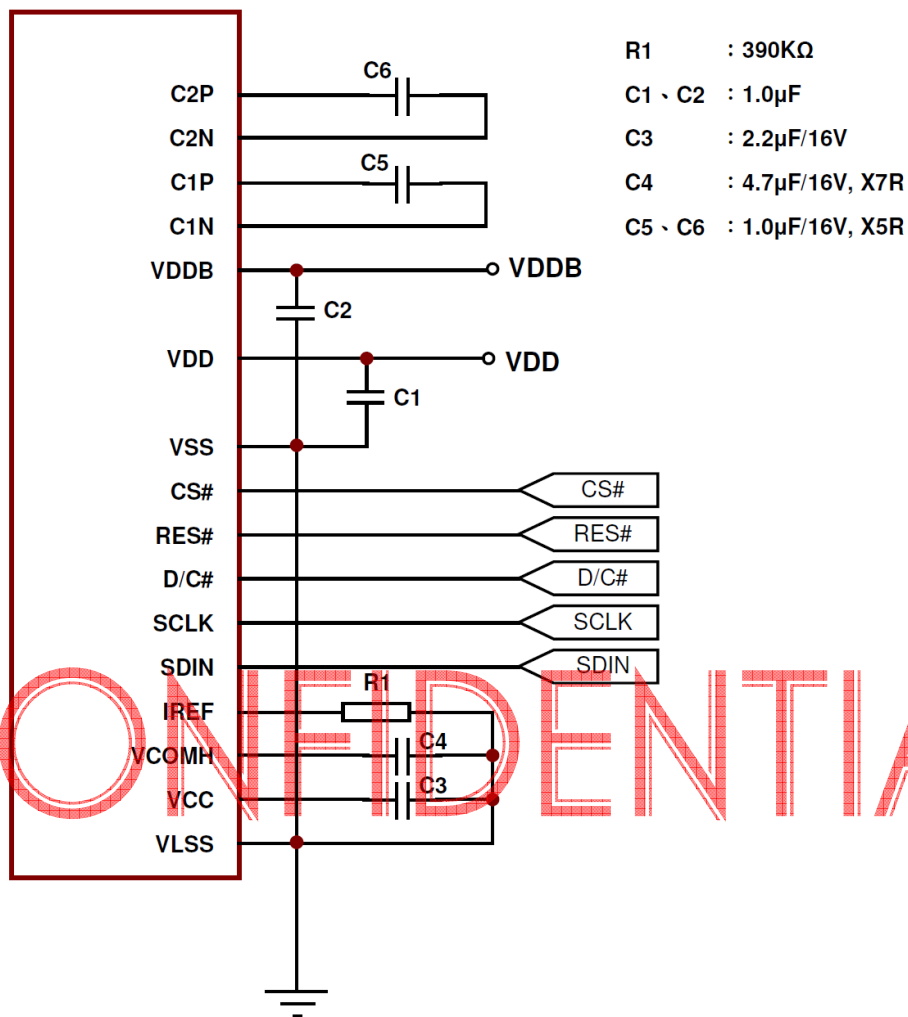 R1 : 390KΩ
C1、C2 : 1.0µF
C3 : 2.2µF/16V
C4 : 4.7µF/16V, X7R
C5、C6 : 1.0µF/16V, X5R
C2P
C6
C2N
C1P
C5
C1N
VDDB
VDDB
C2
VDD
VDD
C1
VSS
CS#
CS#
RES#
RES#
D/C#
D/C#
SCLK
SCLK
SDIN
SDIN
IREF
R1
VCOMH
C4
VCC
C3
VLSS
ONFIDENTIA